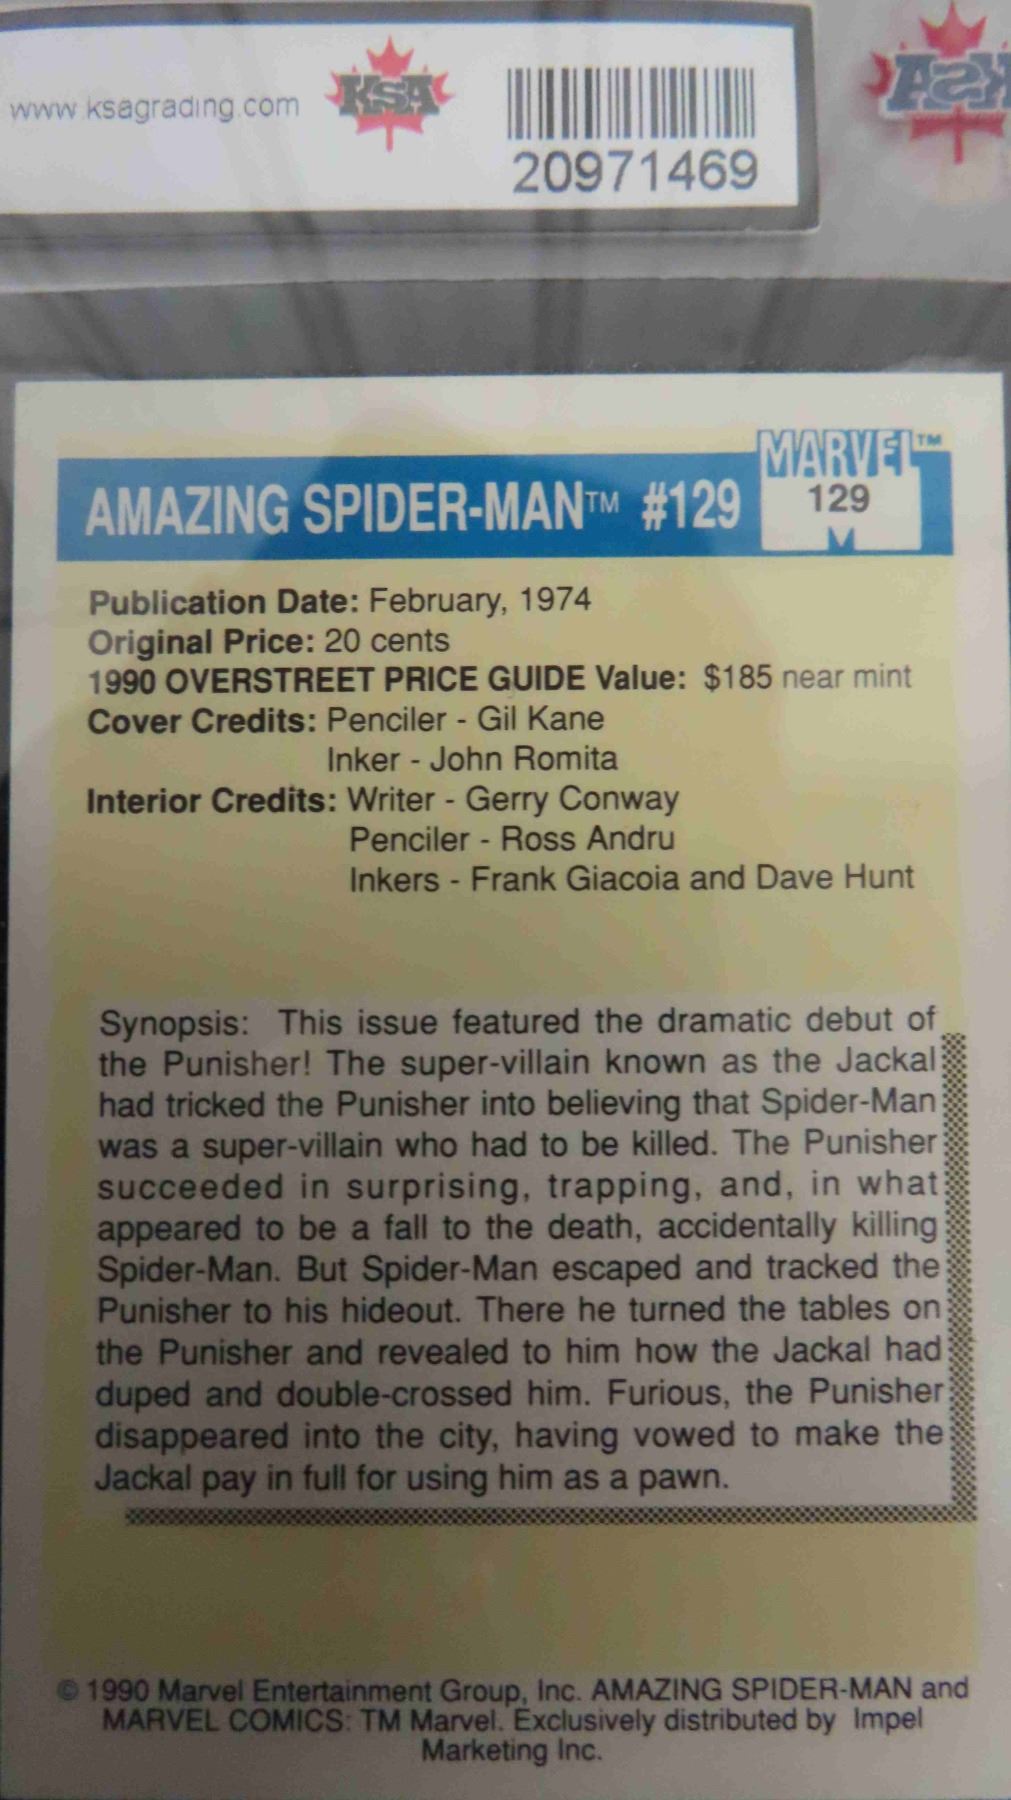 www.ksagrading.com
KSA
KSA
20971469
MARVEL™
AMAZING SPIDER-MAN™ #129
129
Publication Date: February, 1974
Original Price: 20 cents
1990 OVERSTREET PRICE GUIDE Value: $185 near mint
Cover Credits: Penciler - Gil Kane
Inker - John Romita
Interior Credits: Writer - Gerry Conway
Penciler - Ross Andru
Inkers - Frank Giacoia and Dave Hunt
Synopsis: This issue featured the dramatic debut of
the Punisher! The super-villain known as the Jackal
had tricked the Punisher into believing that Spider-Man
was a super-villain who had to be killed. The Punisher
succeeded in surprising, trapping, and, in what
appeared to be a fall to the death, accidentally killing
Spider-Man. But Spider-Man escaped and tracked the
Punisher to his hideout. There he turned the tables on
the Punisher and revealed to him how the Jackal had
duped and double-crossed him. Furious, the Punisher
disappeared into the city, having vowed to make the
Jackal pay in full for using him as a pawn.
© 1990 Marvel Entertainment Group, Inc. AMAZING SPIDER-MAN and
MARVEL COMICS: TM Marvel. Exclusively distributed by Impel
Marketing Inc.